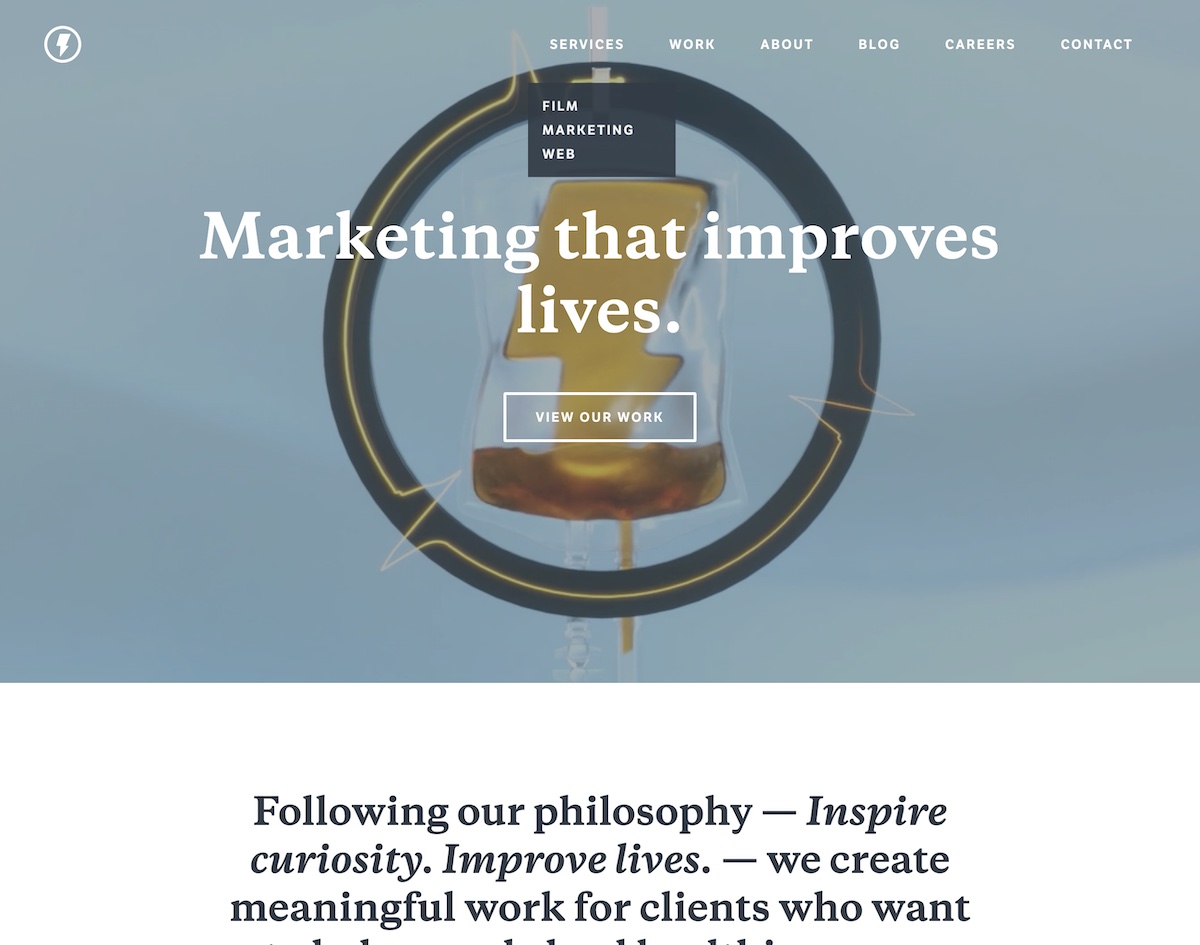 SERVICES WORK ABOUT BLOG CAREERS CONTACT
FILM
MARKETING
WEB
Marketing that improves
lives.
VIEW OUR WORK
Following our philosophy — Inspire
curiosity. Improve lives. — we create
meaningful work for clients who want